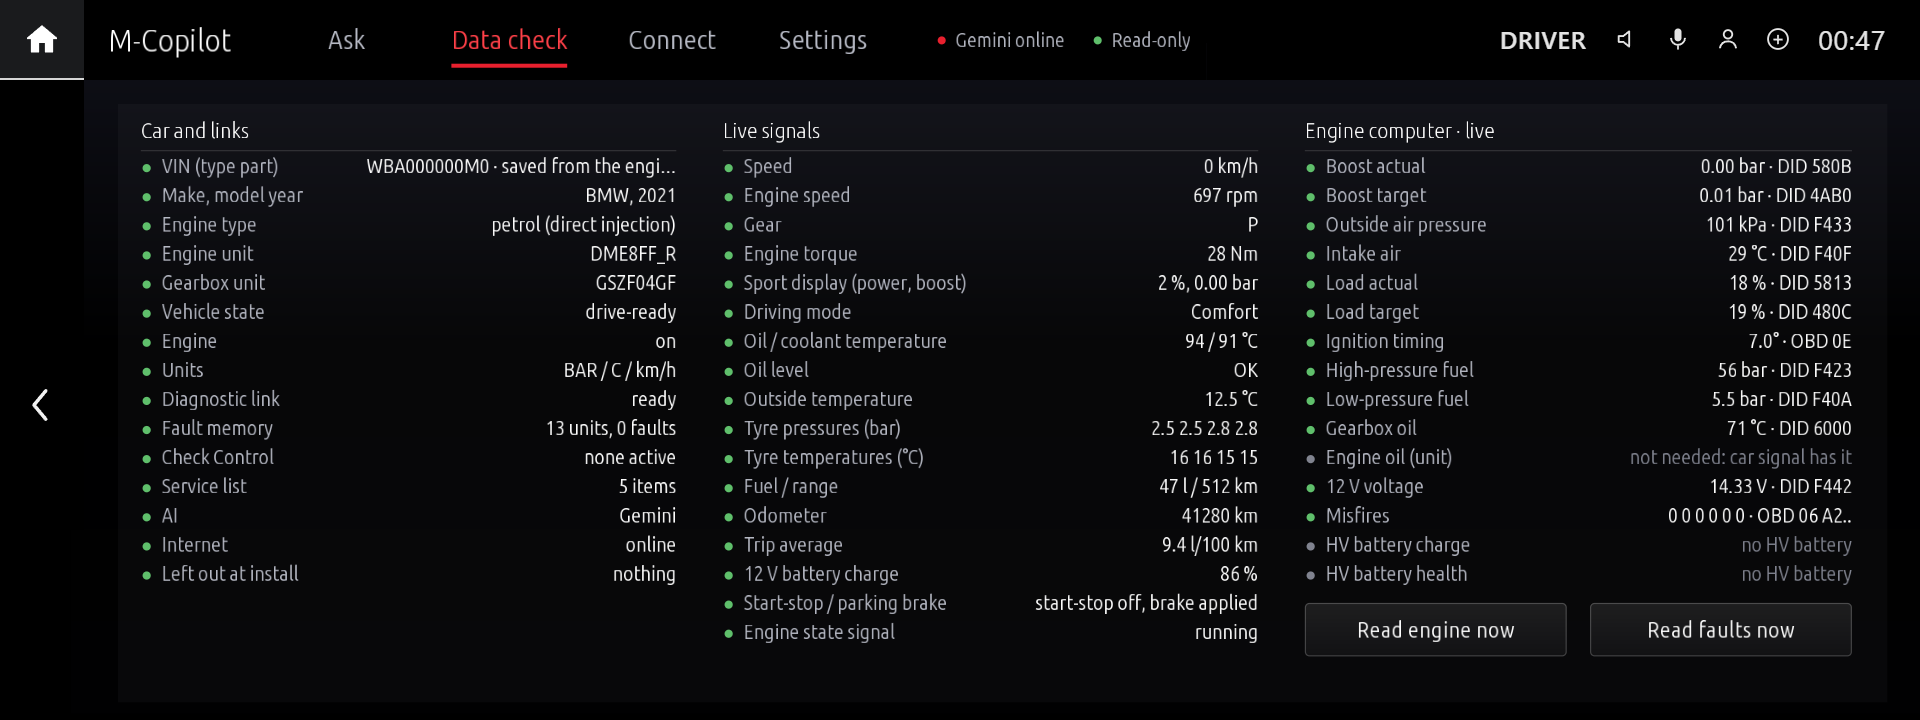 M-Copilot Ask Data check Connect Settings Gemini online Read-only DRIVER 00:47
Car and links
VIN (type part) WBA000000M0 · saved from the engi...
Make, model year BMW, 2021
Engine type petrol (direct injection)
Engine unit DME8FF_R
Gearbox unit GSZF04GF
Vehicle state drive-ready
Engine on
Units BAR / C / km/h
Diagnostic link ready
Fault memory 13 units, 0 faults
Check Control none active
Service list 5 items
AI Gemini
Internet online
Left out at install nothing
Live signals
Speed 0 km/h
Engine speed 697 rpm
Gear P
Engine torque 28 Nm
Sport display (power, boost) 2 %, 0.00 bar
Driving mode Comfort
Oil / coolant temperature 94 / 91 °C
Oil level OK
Outside temperature 12.5 °C
Tyre pressures (bar) 2.5 2.5 2.8 2.8
Tyre temperatures (°C) 16 16 15 15
Fuel / range 47 l / 512 km
Odometer 41280 km
Trip average 9.4 l/100 km
12 V battery charge 86 %
Start-stop / parking brake start-stop off, brake applied
Engine state signal running
Engine computer · live
Boost actual 0.00 bar · DID 580B
Boost target 0.01 bar · DID 4AB0
Outside air pressure 101 kPa · DID F433
Intake air 29 °C · DID F40F
Load actual 18 % · DID 5813
Load target 19 % · DID 480C
Ignition timing 7.0° · OBD 0E
High-pressure fuel 56 bar · DID F423
Low-pressure fuel 5.5 bar · DID F40A
Gearbox oil 71 °C · DID 6000
Engine oil (unit) not needed: car signal has it
12 V voltage 14.33 V · DID F442
Misfires 0 0 0 0 0 0 · OBD 06 A2..
HV battery charge no HV battery
HV battery health no HV battery
Read engine now Read faults now